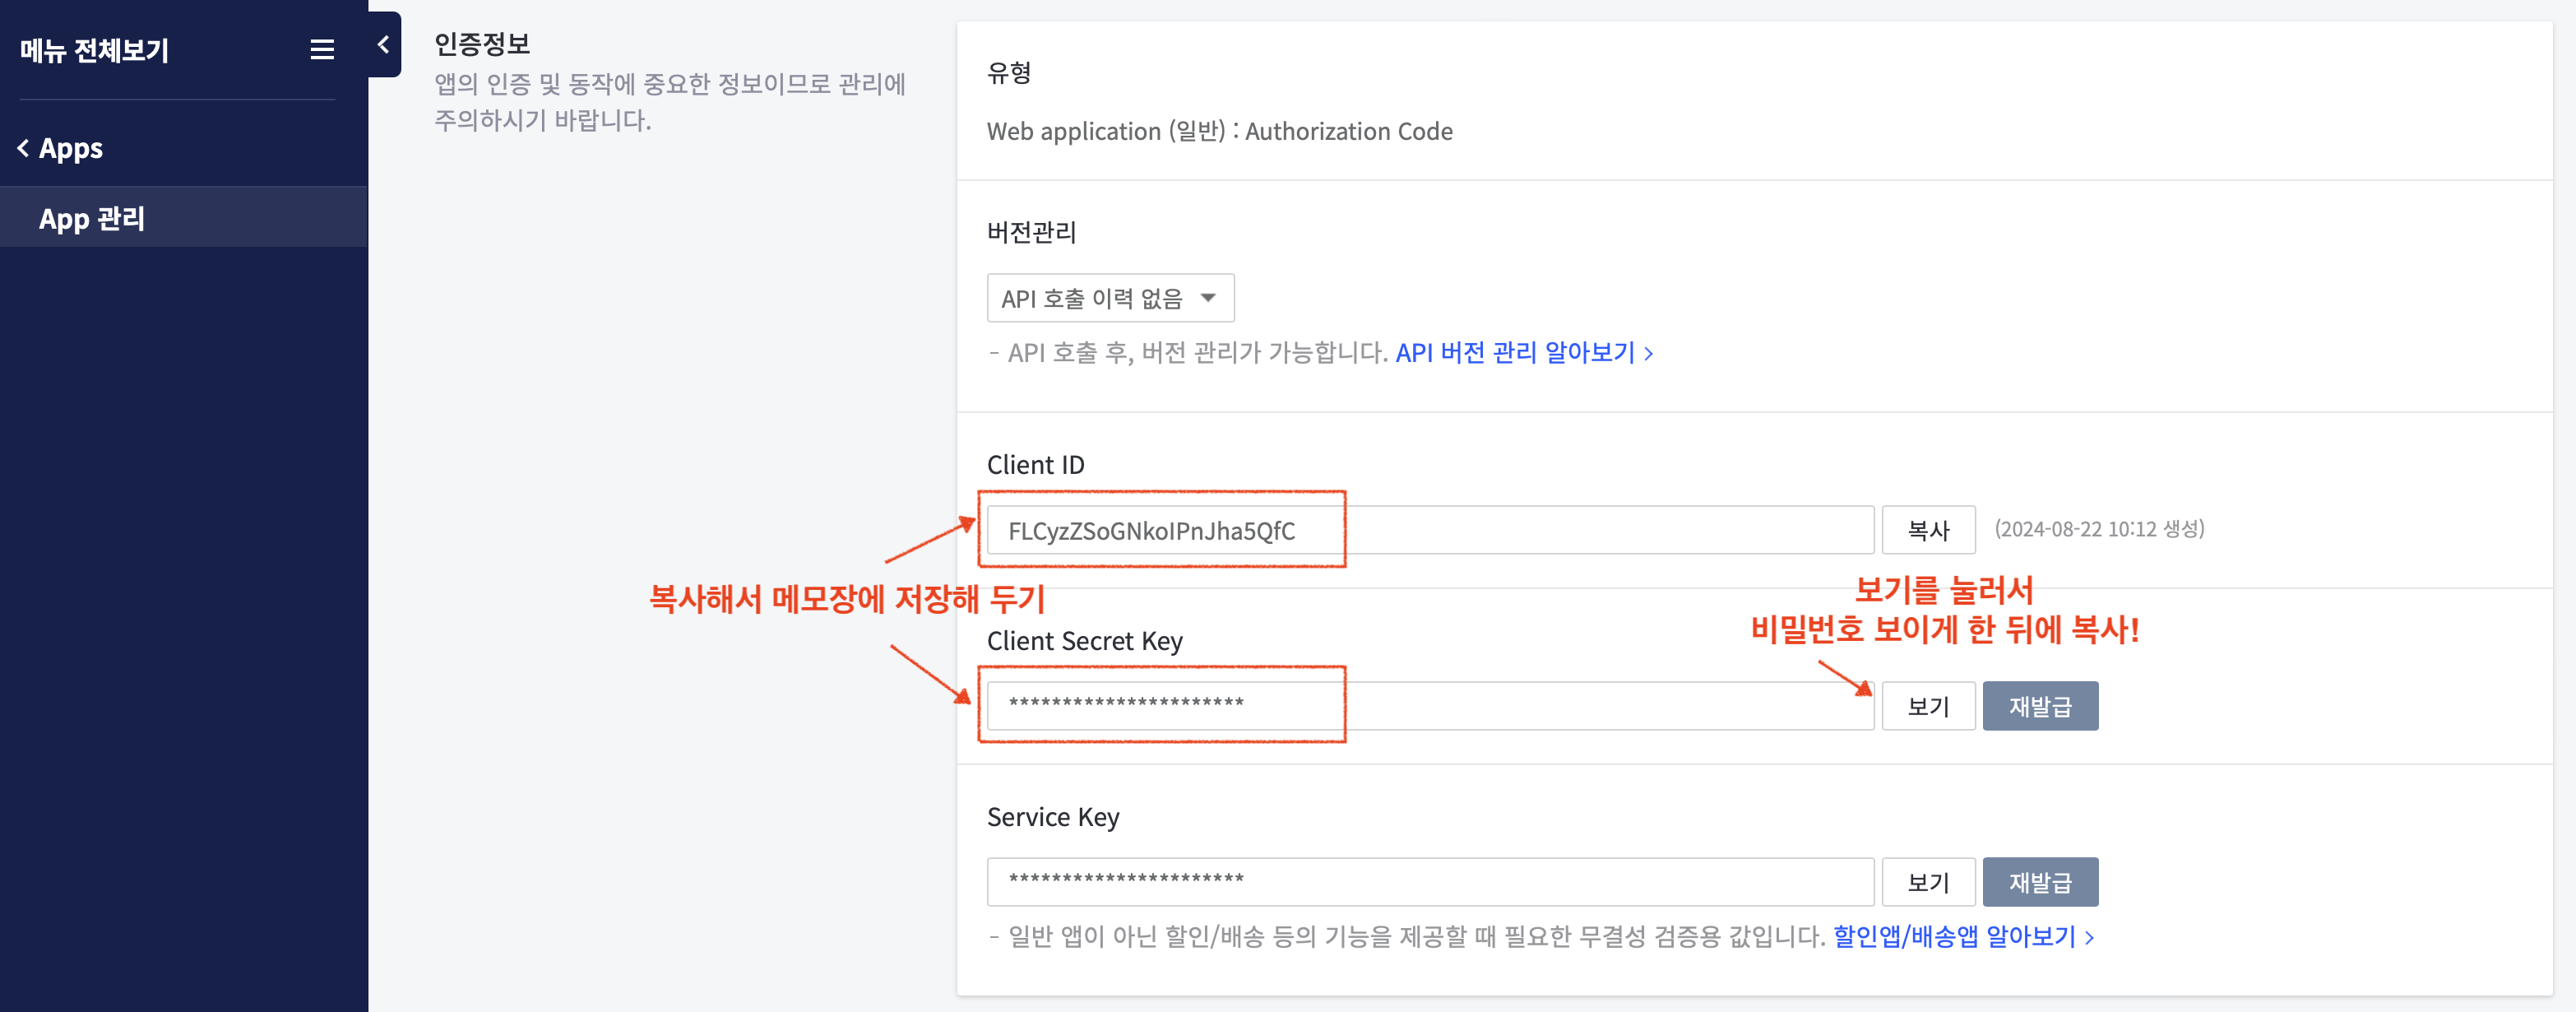 메뉴 전체보기
Apps
App 관리
인증정보
앱의 인증 및 동작에 중요한 정보이므로 관리에
주의하시기 바랍니다.
유형
Web application (일반) : Authorization Code
버전관리
API 호출 이력 없음
- API 호출 후, 버전 관리가 가능합니다. API 버전 관리 알아보기 >
Client ID
FLCyzZSoGNkoIPnJha5QfC
복사
(2024-08-22 10:12 생성)
복사해서 메모장에 저장해 두기
보기를 눌러서
비밀번호 보이게 한 뒤에 복사!
Client Secret Key
**********************
보기
재발급
Service Key
**********************
보기
재발급
- 일반 앱이 아닌 할인/배송 등의 기능을 제공할 때 필요한 무결성 검증용 값입니다. 할인앱/배송앱 알아보기 >